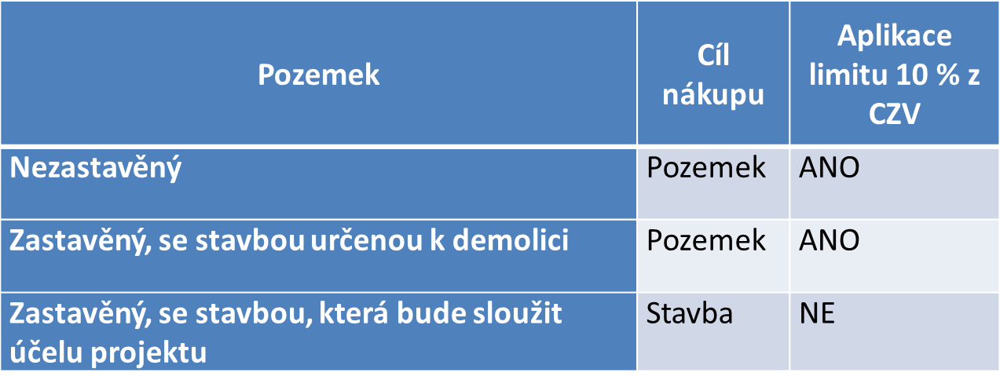 Pozemek
Cíl
nákupu
Aplikace
limitu 10 % z
CZV
Nezastavěný
Pozemek
ANO
Zastavěný, se stavbou určenou k demolici
Pozemek
ANO
Zastavěný, se stavbou, která bude sloužit
účelu projektu
Stavba
NE